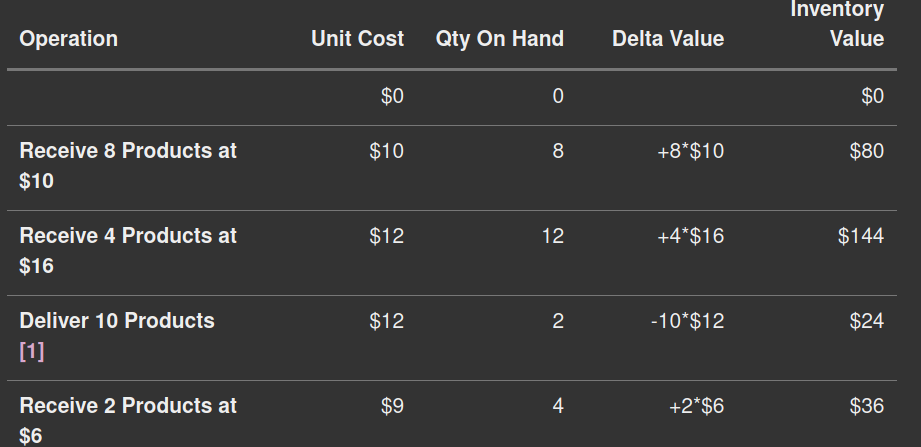 Operation Unit Cost Qty On Hand Delta Value Inventory Value
$0 0 $0
Receive 8 Products at $10 8 +8*$10 $80
$10
Receive 4 Products at $12 12 +4*$16 $144
$16
Deliver 10 Products $12 2 -10*$12 $24
[1]
Receive 2 Products at $9 4 +2*$6 $36
$6